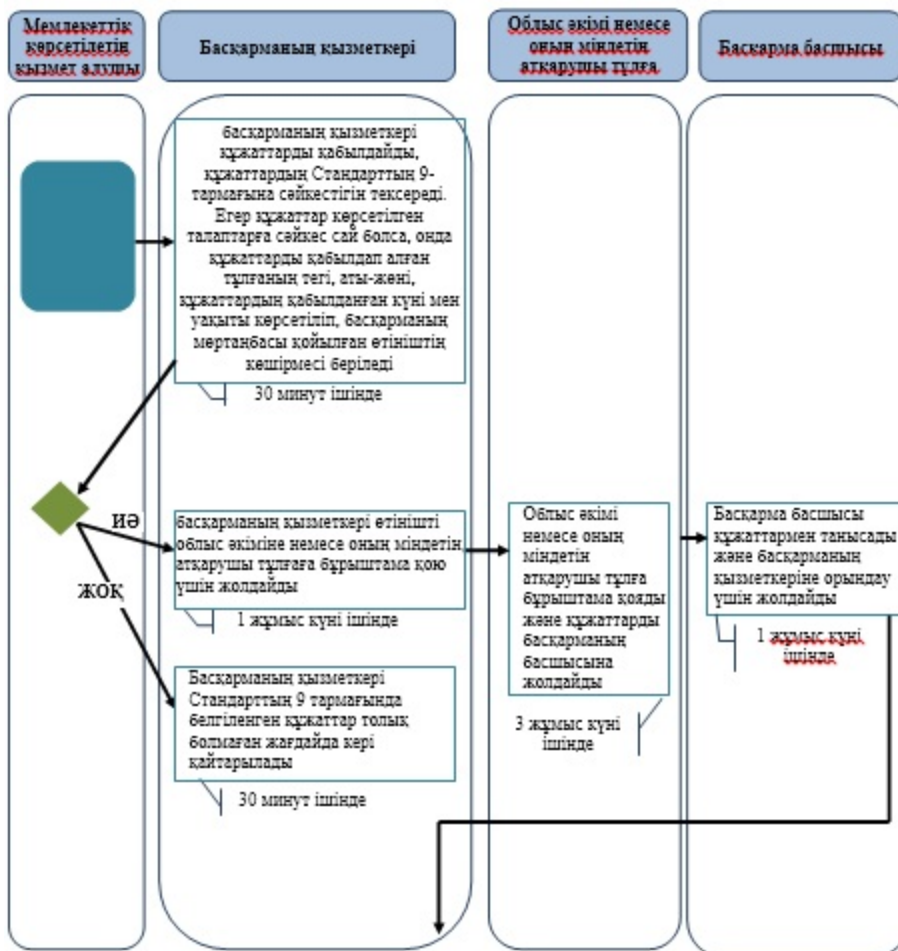 Мемлекеттік
көрсетілетін
қызмет алушы
Басқарманың қызметкері
Облыс әкімі немесе
оның міндетін
атқарушы тұлға
Басқарма басшысы
басқарманың қызметкері
құжаттарды қабылдайды,
құжаттардың Стандарттың 9-
тармағына сәйкестігін тексереді.
Егер құжаттар көрсетілген
талаптарға сәйкес сай болса, онда
құжаттарды қабылдап алған
тұлғаның тегі, аты-жөні,
құжаттардың қабылданған күні мен
уақыты көрсетіліп, басқарманың
мөртаңбасы қойылған өтініштің
көшірмесі беріледі
30 минут ішінде
иә
жоқ
басқарманың қызметкері өтінішті
облыс әкіміне немесе оның міндетін
атқарушы тұлғаға бұрыштама қою
үшін жолдайды
1 жұмыс күні ішінде
Басқарманың қызметкері
Стандарттың 9 тармағында
белгіленген құжаттар толық
болмаған жағдайда кері
қайтарылады
30 минут ішінде
Облыс әкімі
немесе оның
міндетін
атқарушы тұлға
бұрыштама қояды
және құжаттарды
басқарманың
басшысына
жолдайды
3 жұмыс күні
ішінде
Басқарма басшысы
құжаттармен танысады
және басқарманың
қызметкеріне орындау
үшін жолдайды
1 жұмыс күні
ішінде